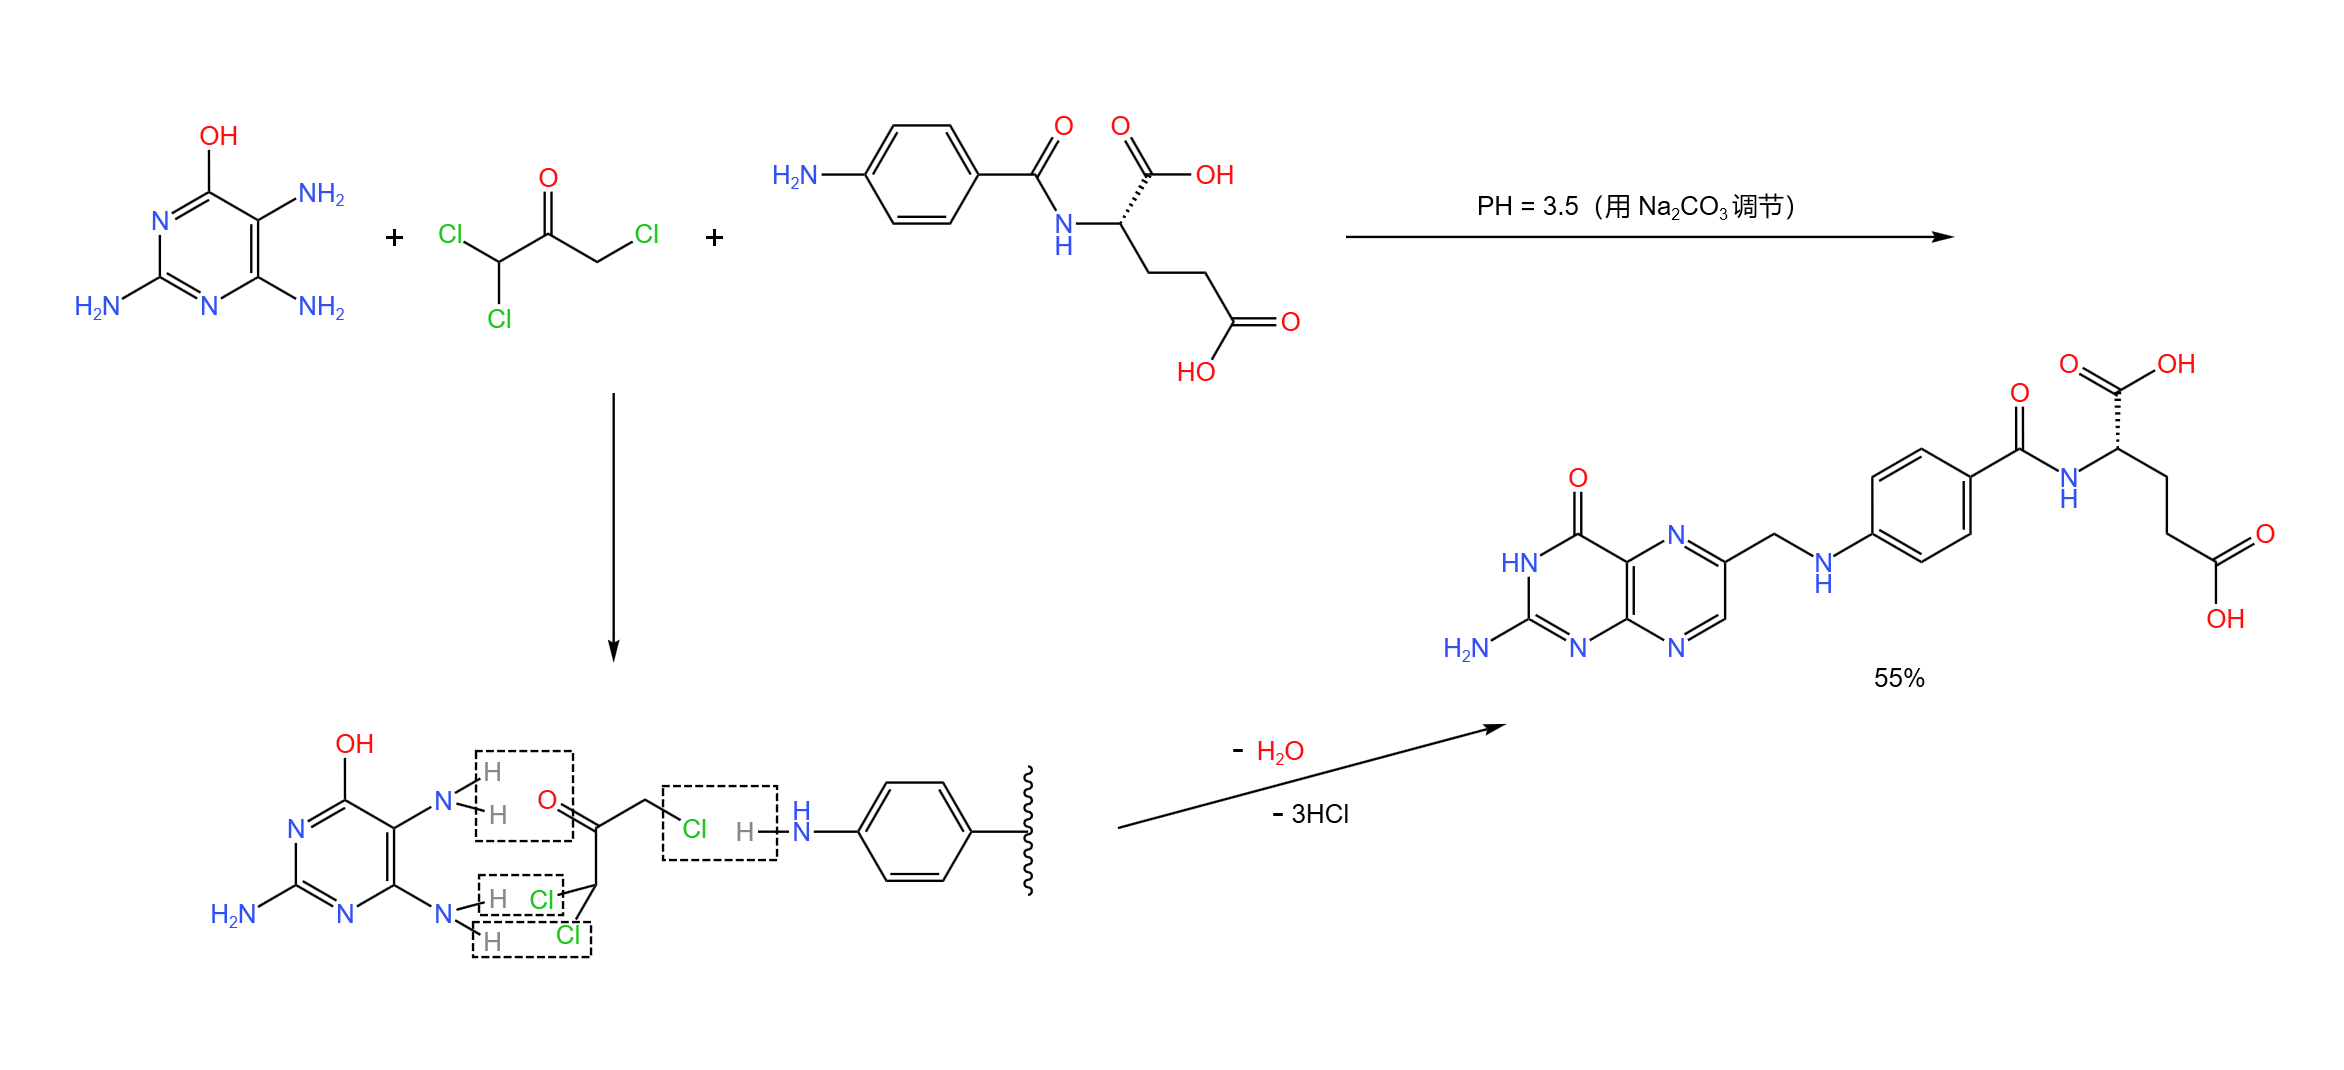 OH
NH₂
N
N
H₂N
NH₂
+
O
Cl
Cl
Cl
+
H₂N
O
O
OH
N
H
O
HO
PH = 3.5（用 Na₂CO₃ 调节）
O
OH
O
N
H
O
OH
O
HN
N
N
H
H₂N
N
N
55%
OH
H
N
H
O
Cl
H
H
N
N
H₂N
N
N
H
Cl
H
Cl
- H₂O
- 3HCl